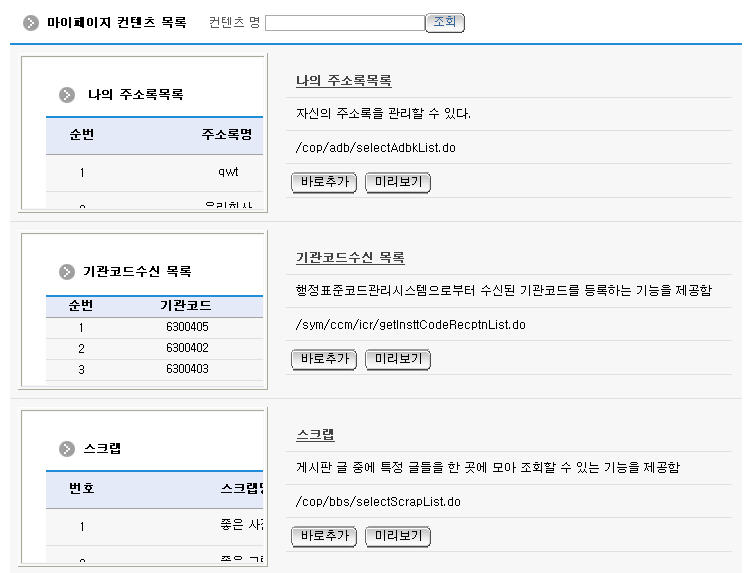 마이페이지 컨텐츠 목록 컨텐츠 명 조회
나의 주소록목록
순번 주소록명
1 qwt
나의 주소록목록
자신의 주소록을 관리할 수 있다.
/cop/adb/selectAdbkList.do
바로추가 미리보기
기관코드수신 목록
순번 기관코드
1 6300405
2 6300402
3 6300403
기관코드수신 목록
행정표준코드관리시스템으로부터 수신된 기관코드를 등록하는 기능을 제공함
/sym/ccm/icr/getInsttCodeRecptnList.do
바로추가 미리보기
스크랩
번호 스크랩
1 좋은
스크랩
게시판 글 중에 특정 글들을 한 곳에 모아 조회할 수 있는 기능을 제공함
/cop/bbs/selectScrapList.do
바로추가 미리보기